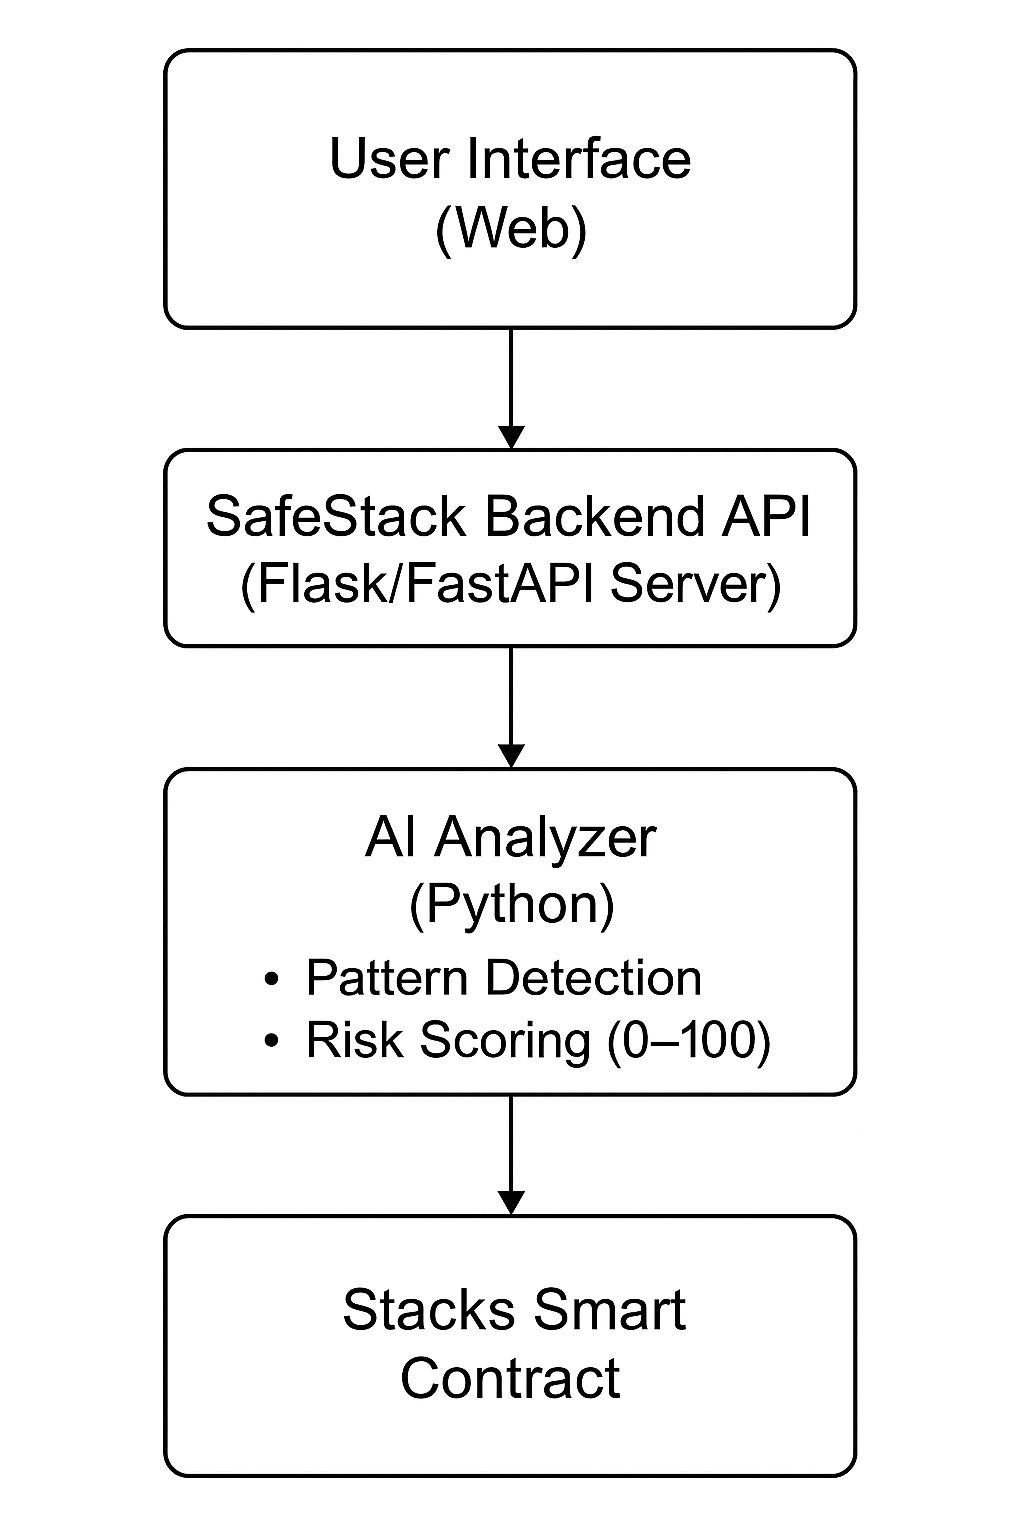 User Interface
(Web)
SafeStack Backend API
(Flask/FastAPI Server)
AI Analyzer
(Python)
• Pattern Detection
• Risk Scoring (0–100)
Stacks Smart
Contract